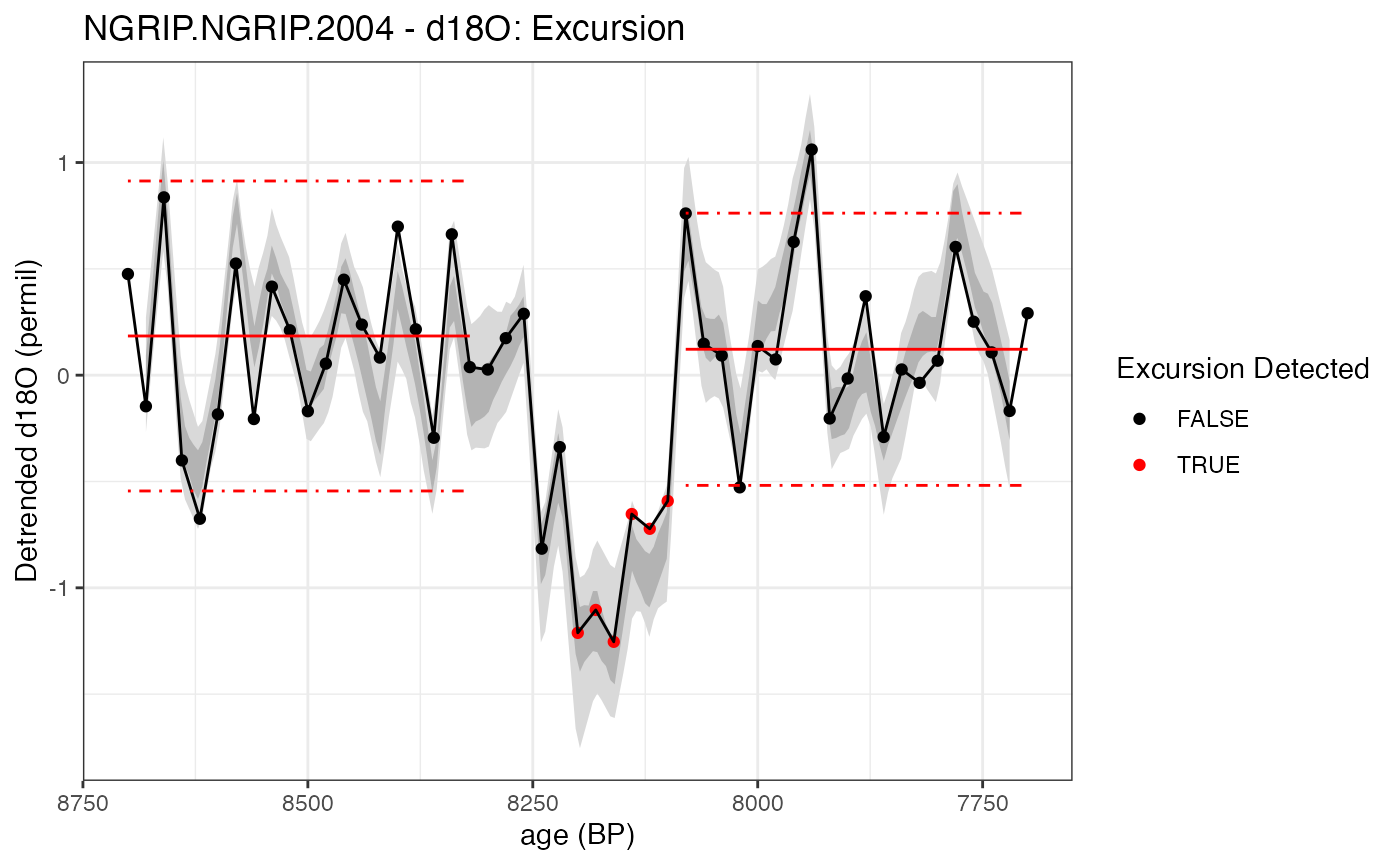 NGRIP.NGRIP.2004 - d18O: Excursion
Detrended d18O (permil)
1
0
-1
8750
8500
8250
8000
7750
age (BP)
Excursion Detected
FALSE
TRUE